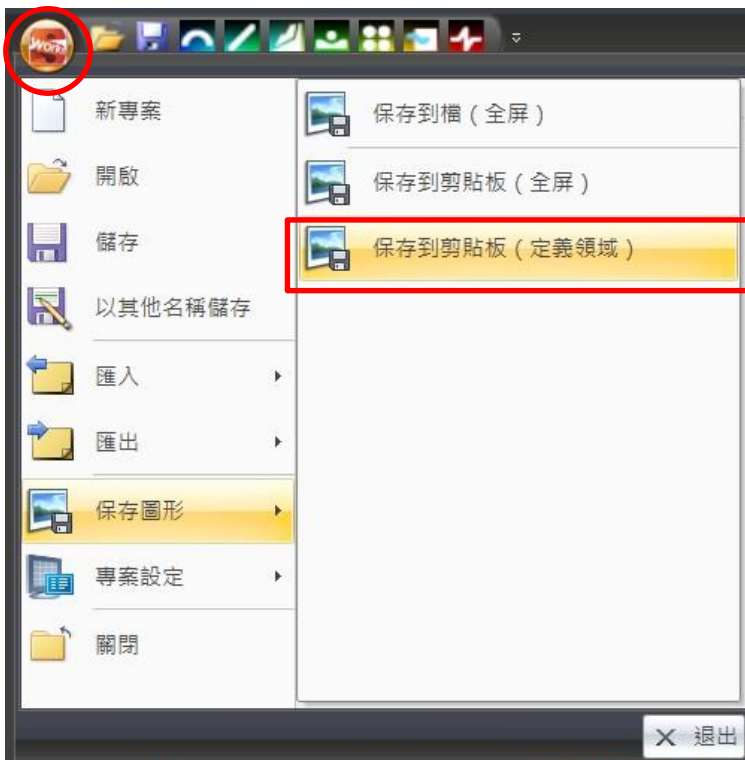 Works
新專案
開啟
儲存
以其他名稱儲存
匯入
匯出
保存圖形
專案設定
關閉
保存到檔（全屏）
保存到剪貼板（全屏）
保存到剪貼板（定義領域）
退出